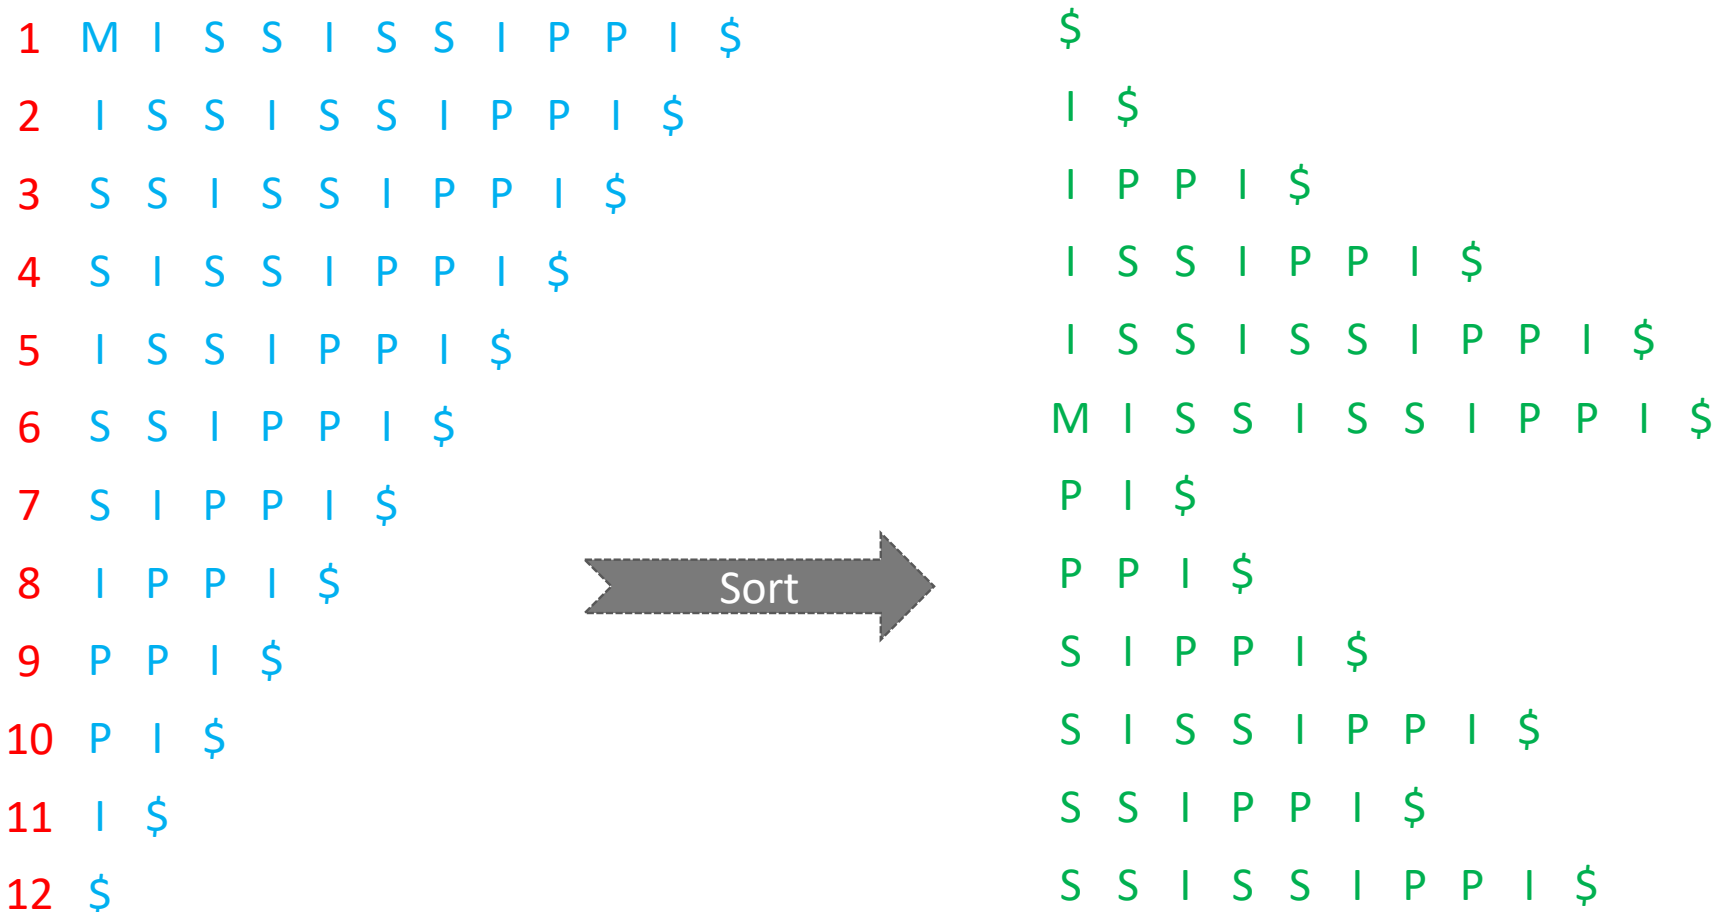 1 M I S S I S S I P P I $
2 I S S I S S I P P I $
3 S S I S S I P P I $
4 S I S S I P P I $
5 I S S I P P I $
6 S S I P P I $
7 S I P P I $
8 I P P I $
9 P P I $
10 P I $
11 I $
12 $
Sort
$
I $
I P P I $
I S S I P P I $
I S S I S S I P P I $
M I S S I S S I P P I $
P I $
P P I $
S I P P I $
S I S S I P P I $
S S I P P I $
S S I S S I P P I $